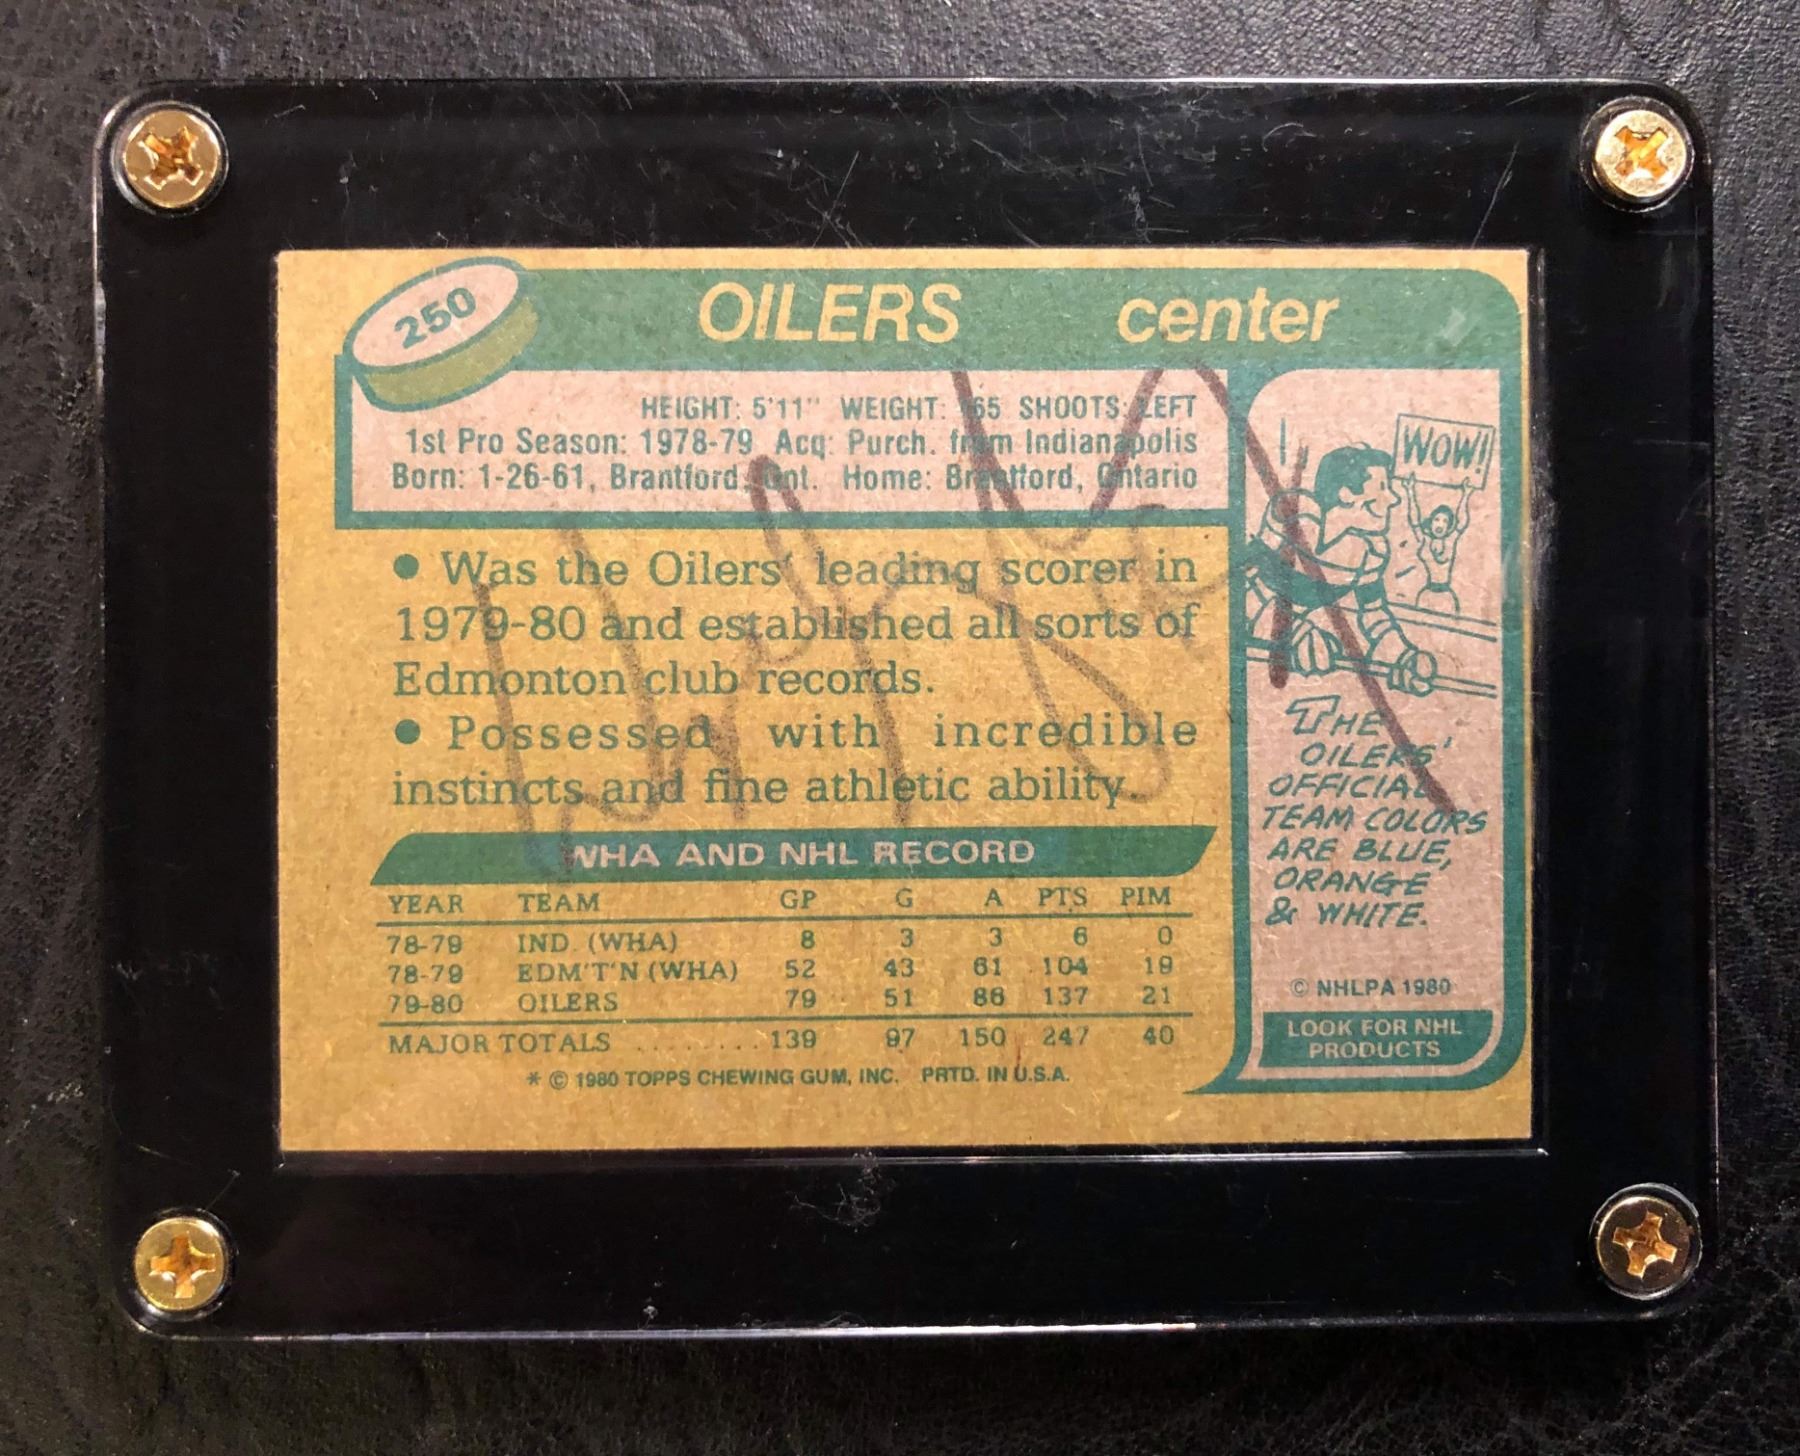 250
OILERS center
HEIGHT: 5'11" WEIGHT: 165 SHOOTS: LEFT
1st Pro Season: 1978-79 Acq: Purch. from Indianapolis
Born: 1-26-61, Brantford, Ont. Home: Brantford, Ontario
• Was the Oilers' leading scorer in
1979-80 and established all sorts of
Edmonton club records.
• Possessed with incredible
instincts and fine athletic ability.
WHA AND NHL RECORD
YEAR TEAM GP G A PTS PIM
78-79 IND. (WHA) 8 3 3 6 0
78-79 EDM'T'N (WHA) 52 43 61 104 19
79-80 OILERS 79 51 86 137 21
MAJOR TOTALS ........ 139 97 150 247 40
* © 1980 TOPPS CHEWING GUM, INC. PRTD. IN U.S.A.
WOW!
THE
OILERS'
OFFICIAL
TEAM COLORS
ARE BLUE,
ORANGE
& WHITE.
© NHLPA 1980
LOOK FOR NHL
PRODUCTS